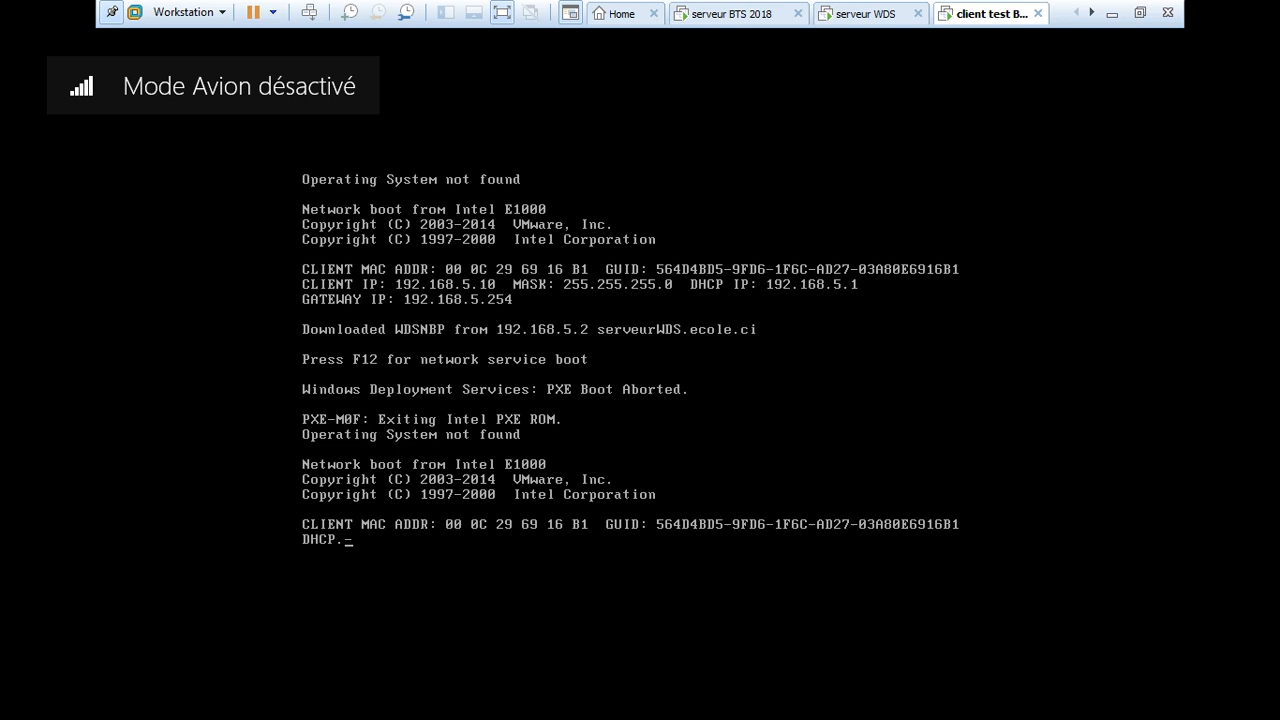 Workstation
Home
serveur BTS 2018
serveur WDS
client test B...
Mode Avion désactivé
Operating System not found
Network boot from Intel E1000
Copyright (C) 2003-2014  VMware, Inc.
Copyright (C) 1997-2000  Intel Corporation
CLIENT MAC ADDR: 00 0C 29 69 16 B1  GUID: 564D4BD5-9FD6-1F6C-AD27-03A80E6916B1
CLIENT IP: 192.168.5.10  MASK: 255.255.255.0  DHCP IP: 192.168.5.1
GATEWAY IP: 192.168.5.254
Downloaded WDSNBP from 192.168.5.2 serveurWDS.ecole.ci
Press F12 for network service boot
Windows Deployment Services: PXE Boot Aborted.
PXE-M0F: Exiting Intel PXE ROM.
Operating System not found
Network boot from Intel E1000
Copyright (C) 2003-2014  VMware, Inc.
Copyright (C) 1997-2000  Intel Corporation
CLIENT MAC ADDR: 00 0C 29 69 16 B1  GUID: 564D4BD5-9FD6-1F6C-AD27-03A80E6916B1
DHCP.-